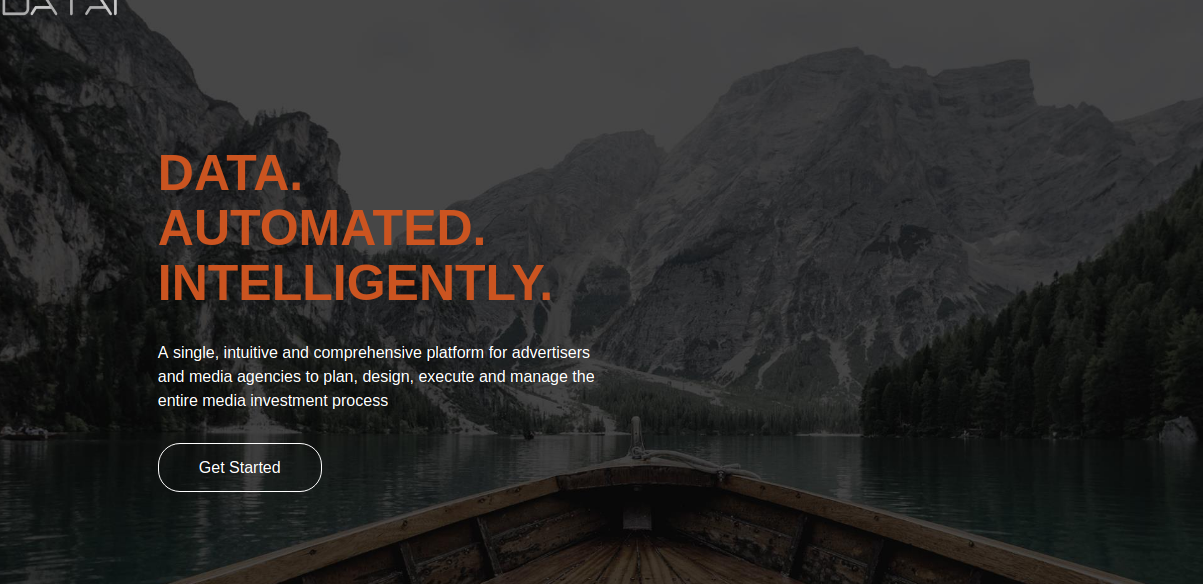 DATA.
AUTOMATED.
INTELLIGENTLY.
A single, intuitive and comprehensive platform for advertisers
and media agencies to plan, design, execute and manage the
entire media investment process
Get Started